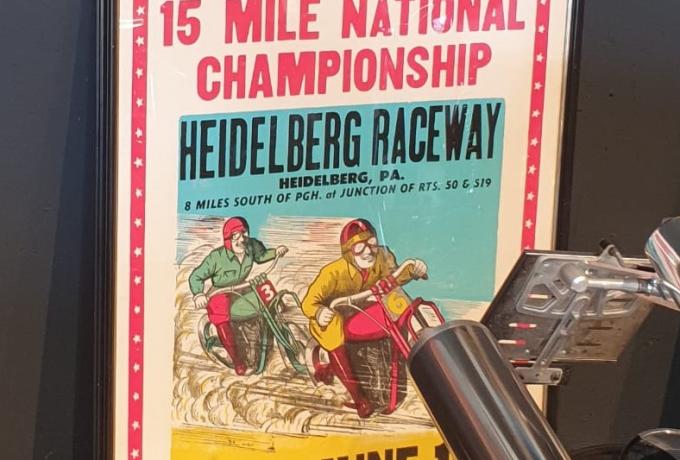 15 MILE NATIONAL
CHAMPIONSHIP
HEIDELBERG RACEWAY
HEIDELBERG, PA.
8 MILES SOUTH OF PGH. at JUNCTION OF RTS. 50 & 519
3
6